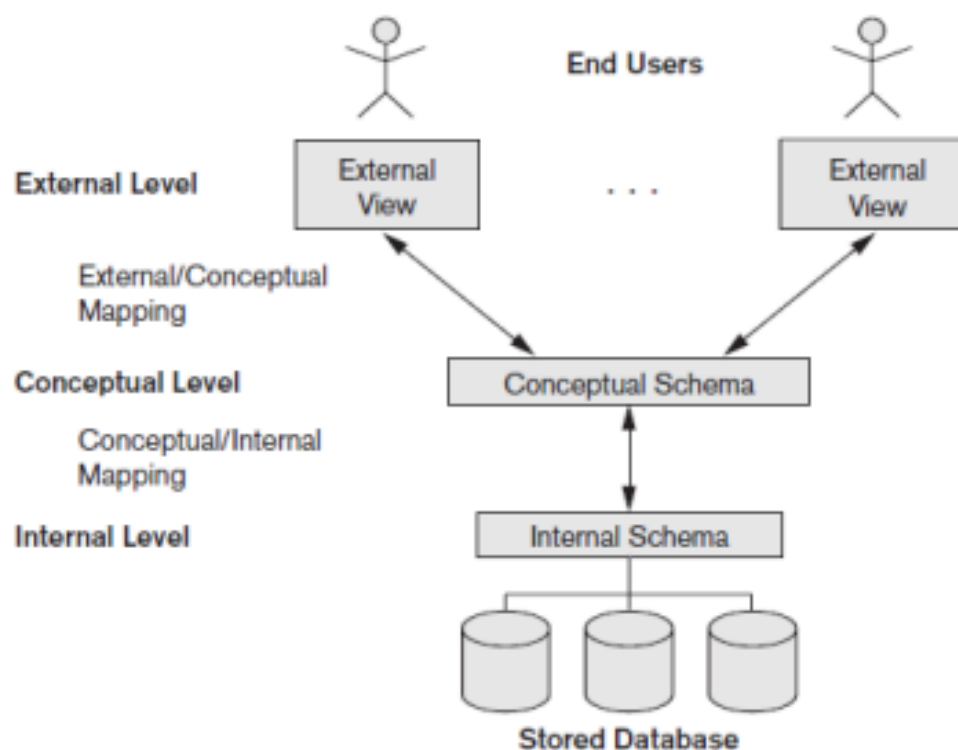 End Users
External Level
External
View
. . .
External
View
External/Conceptual
Mapping
Conceptual Level
Conceptual Schema
Conceptual/Internal
Mapping
Internal Level
Internal Schema
Stored Database